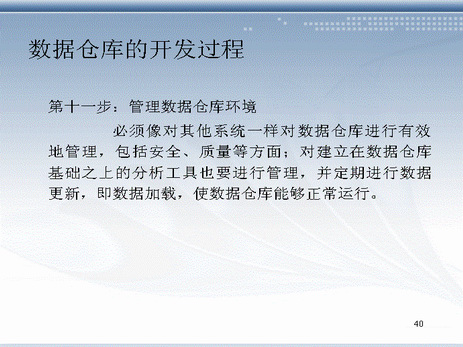 数据仓库的开发过程
第十一步：管理数据仓库环境
必须像对其他系统一样对数据仓库进行有效
地管理，包括安全、质量等方面；对建立在数据仓库
基础之上的分析工具也要进行管理，并定期进行数据
更新，即数据加载，使数据仓库能够正常运行。
40